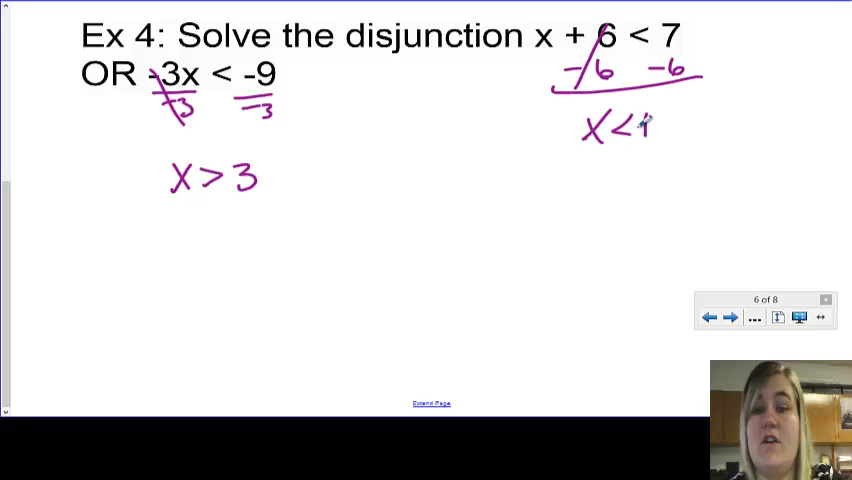 Ex 4: Solve the disjunction x + 6 < 7
OR -3x < -9
-6 -6
-3 -3
x < 1
x > 3
6 of 8
...
Extend Page